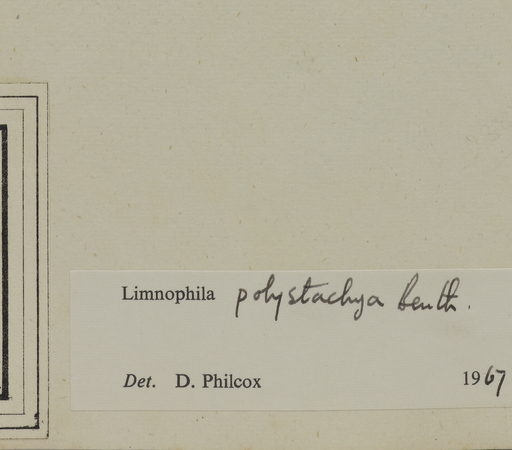 Limnophila polystachya Benth.
Det. D. Philcox 1967